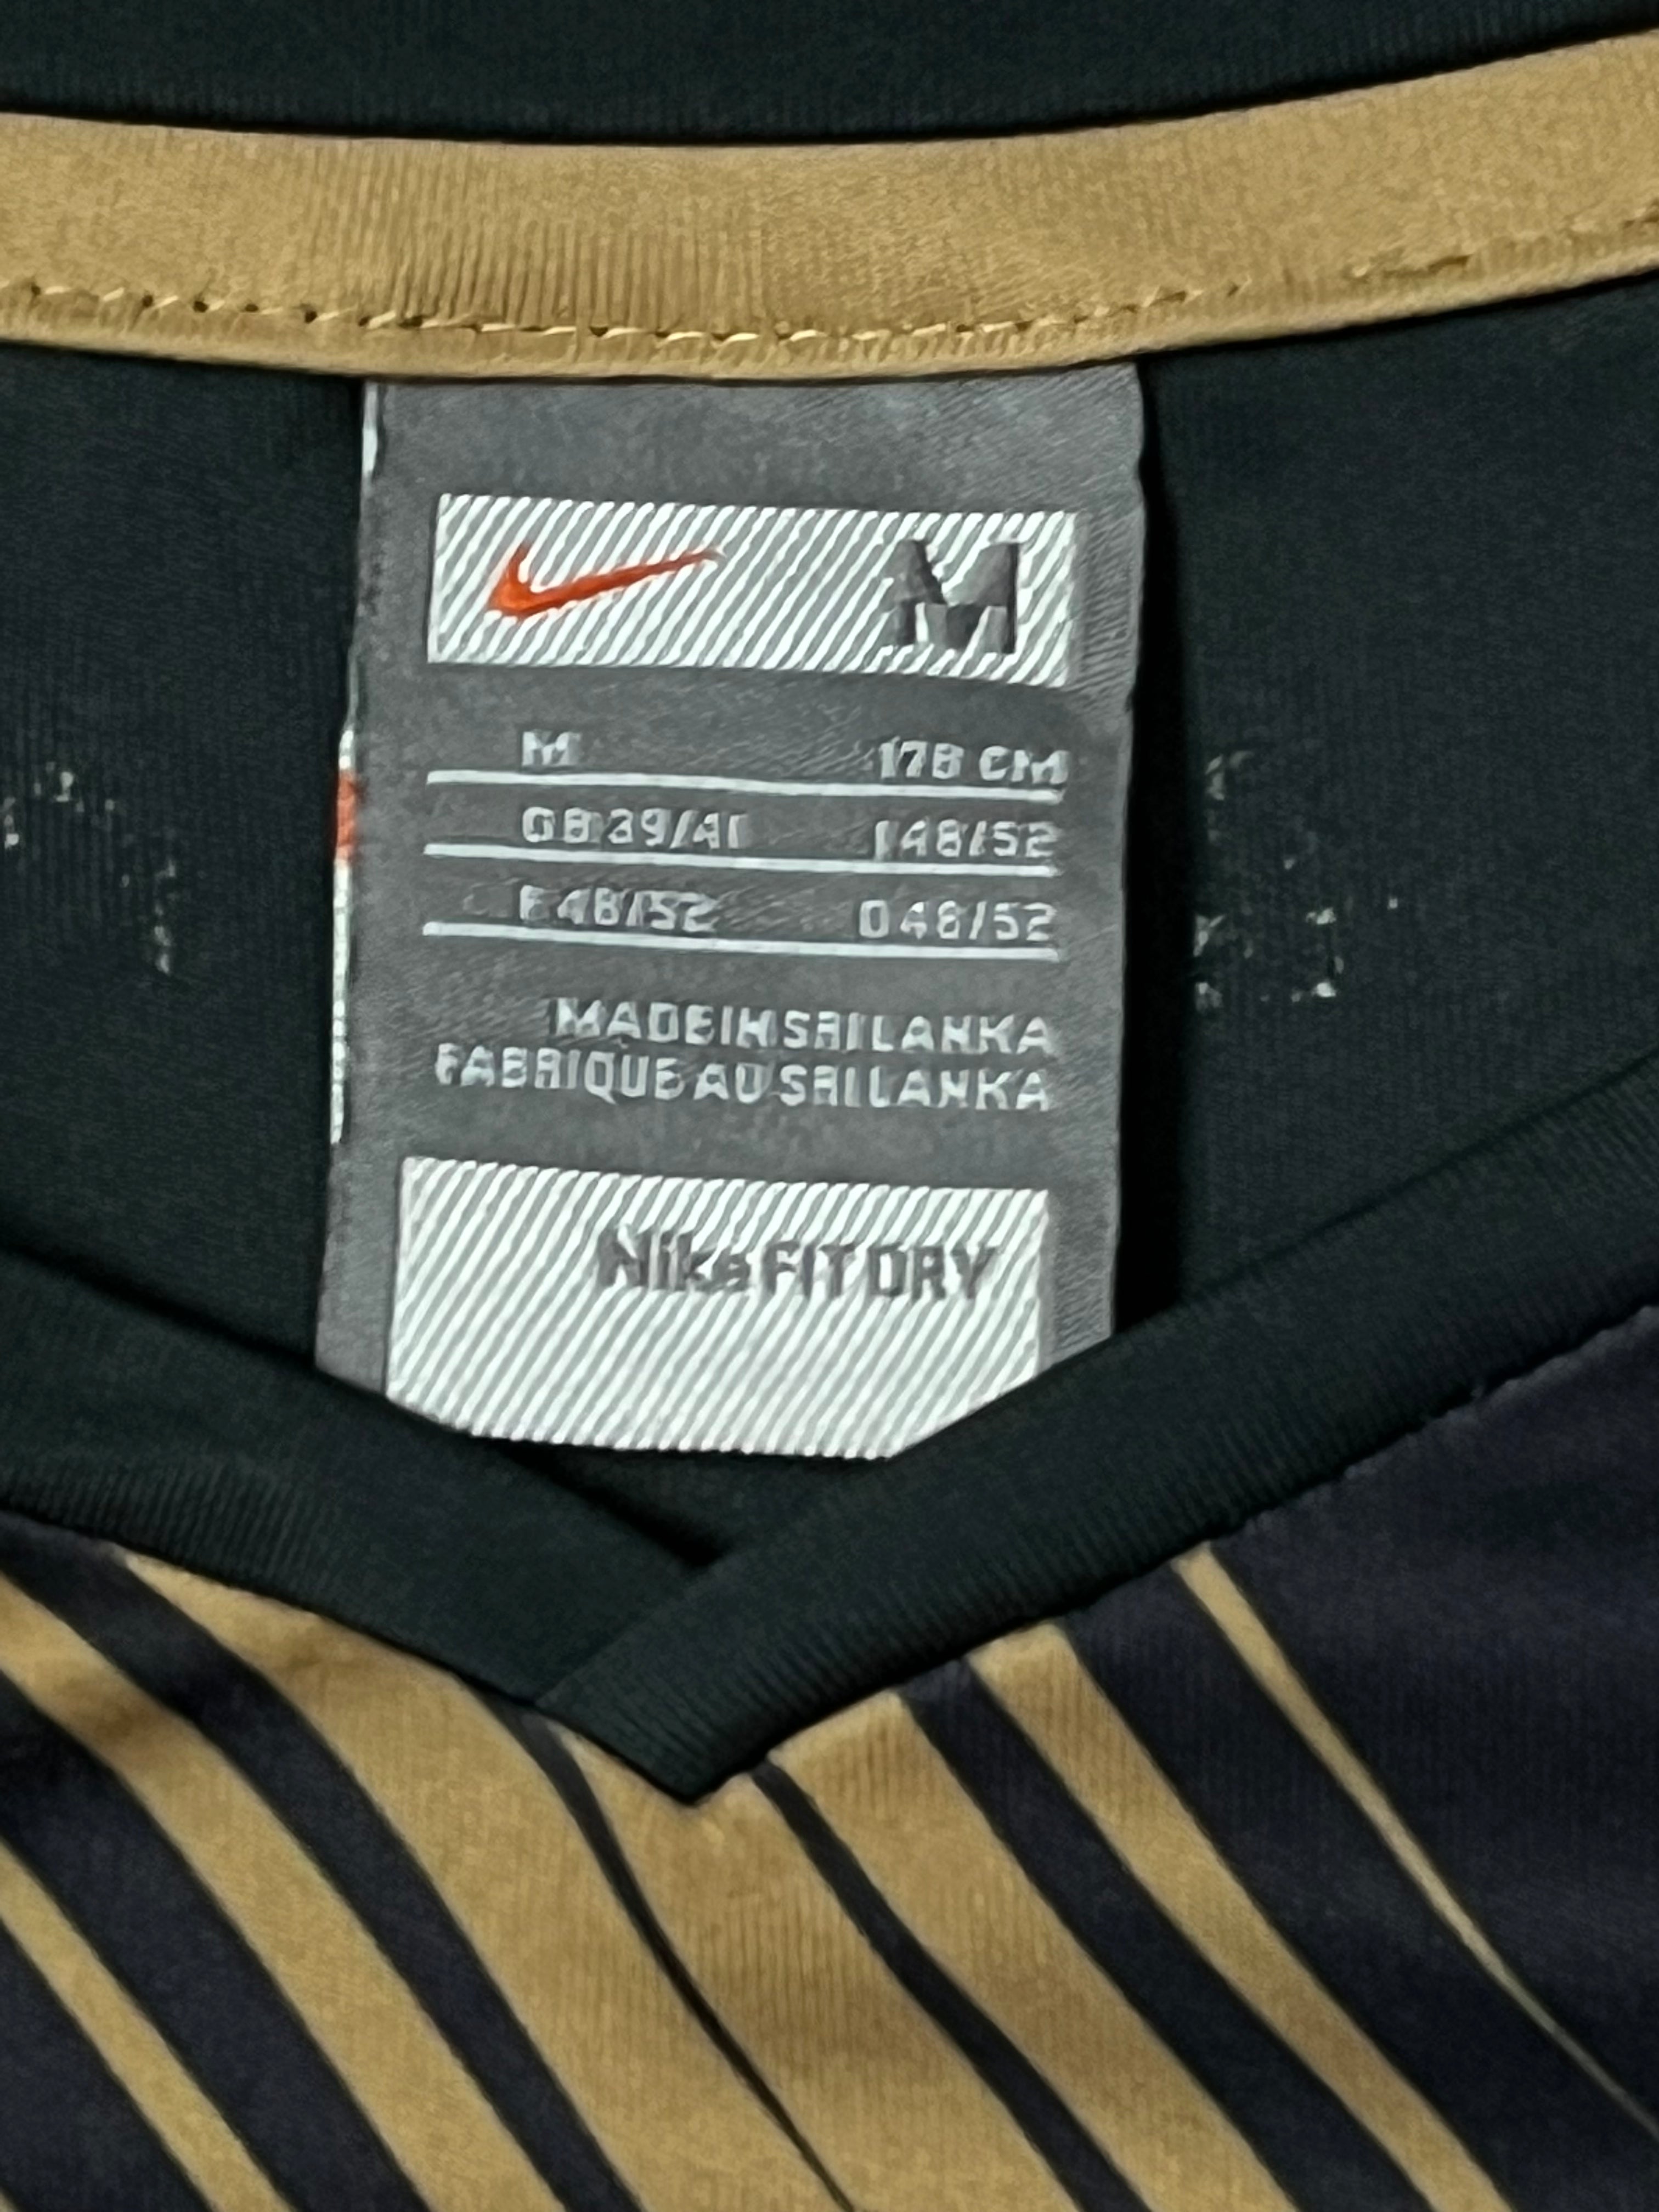 M
M 178 CM
GB 39/41 I 48/52
F 48/52 D 48/52
MADE IN SRI LANKA
FABRIQUE AU SRI LANKA
Nike FIT DRY